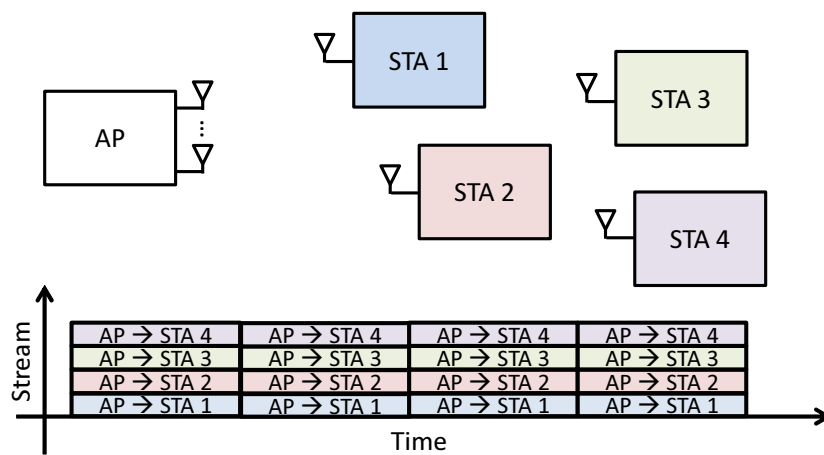 STA 1
STA 3
AP
...
STA 2
STA 4
Stream
AP → STA 4 AP → STA 4 AP → STA 4 AP → STA 4
AP → STA 3 AP → STA 3 AP → STA 3 AP → STA 3
AP → STA 2 AP → STA 2 AP → STA 2 AP → STA 2
AP → STA 1 AP → STA 1 AP → STA 1 AP → STA 1
Time